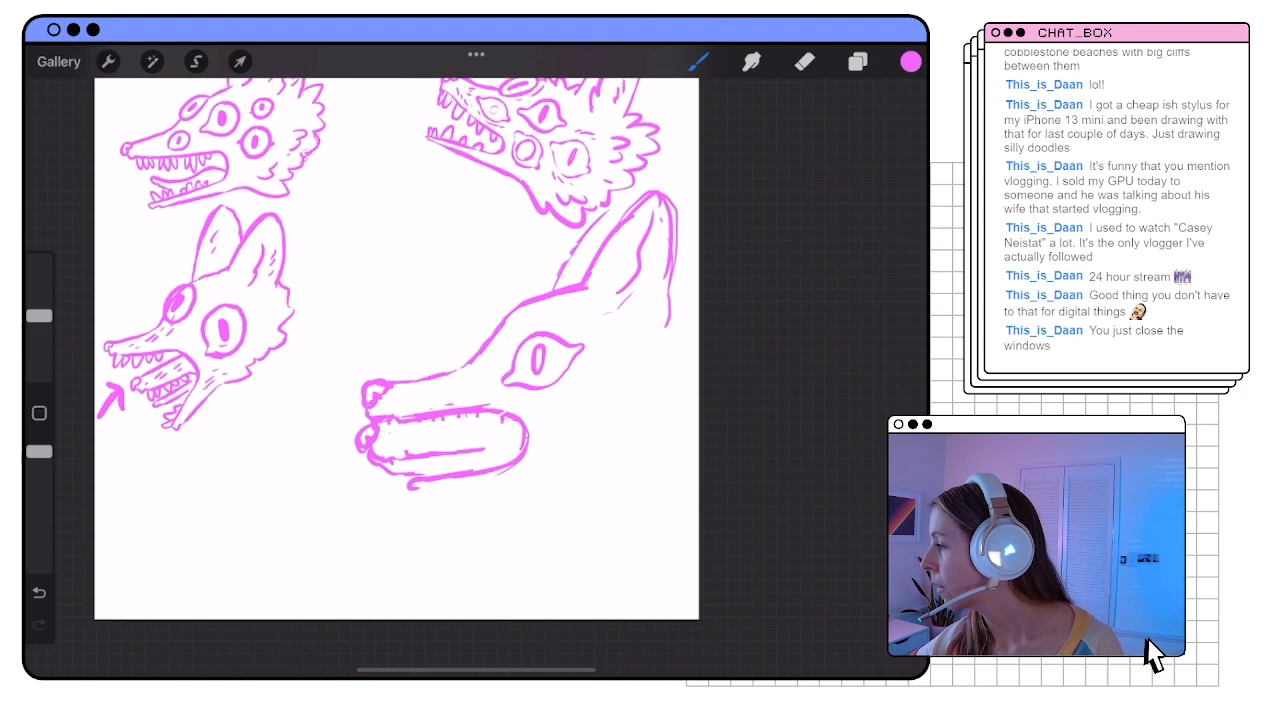 Gallery
CHAT_BOX
cobblestone beaches with big cliffs
between them
This_is_Daan lol!
This_is_Daan I got a cheap ish stylus for
my iPhone 13 mini and been drawing with
that for last couple of days. Just drawing
silly doodles
This_is_Daan It's funny that you mention
vlogging. I sold my GPU today to
someone and he was talking about his
wife that started vlogging.
This_is_Daan I used to watch "Casey
Neistat" a lot. It's the only vlogger I've
actually followed
This_is_Daan 24 hour stream
This_is_Daan Good thing you don't have
to that for digital things
This_is_Daan You just close the
windows